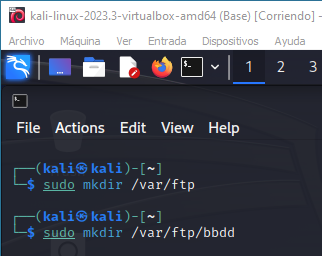 kali-linux-2023.3-virtualbox-amd64 (Base) [Corriendo] -
Archivo Máquina Ver Entrada Dispositivos Ayuda
1 2 3
File Actions Edit View Help
┌──(kali㉿kali)-[~]
└─$ sudo mkdir /var/ftp
┌──(kali㉿kali)-[~]
└─$ sudo mkdir /var/ftp/bbdd